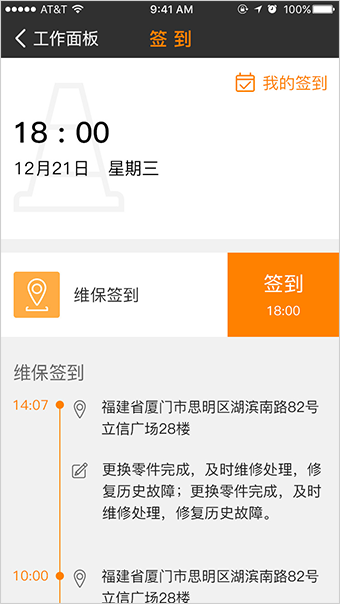 AT&T 9:41 AM 100%
工作面板 签到
我的签到
18：00
12月21日 星期三
维保签到
签到
18:00
维保签到
14:07
福建省厦门市思明区湖滨南路82号
立信广场28楼
更换零件完成，及时维修处理，修
复历史故障；更换零件完成，及时
维修处理，修复历史故障。
10:00
福建省厦门市思明区湖滨南路82号
立信广场28楼